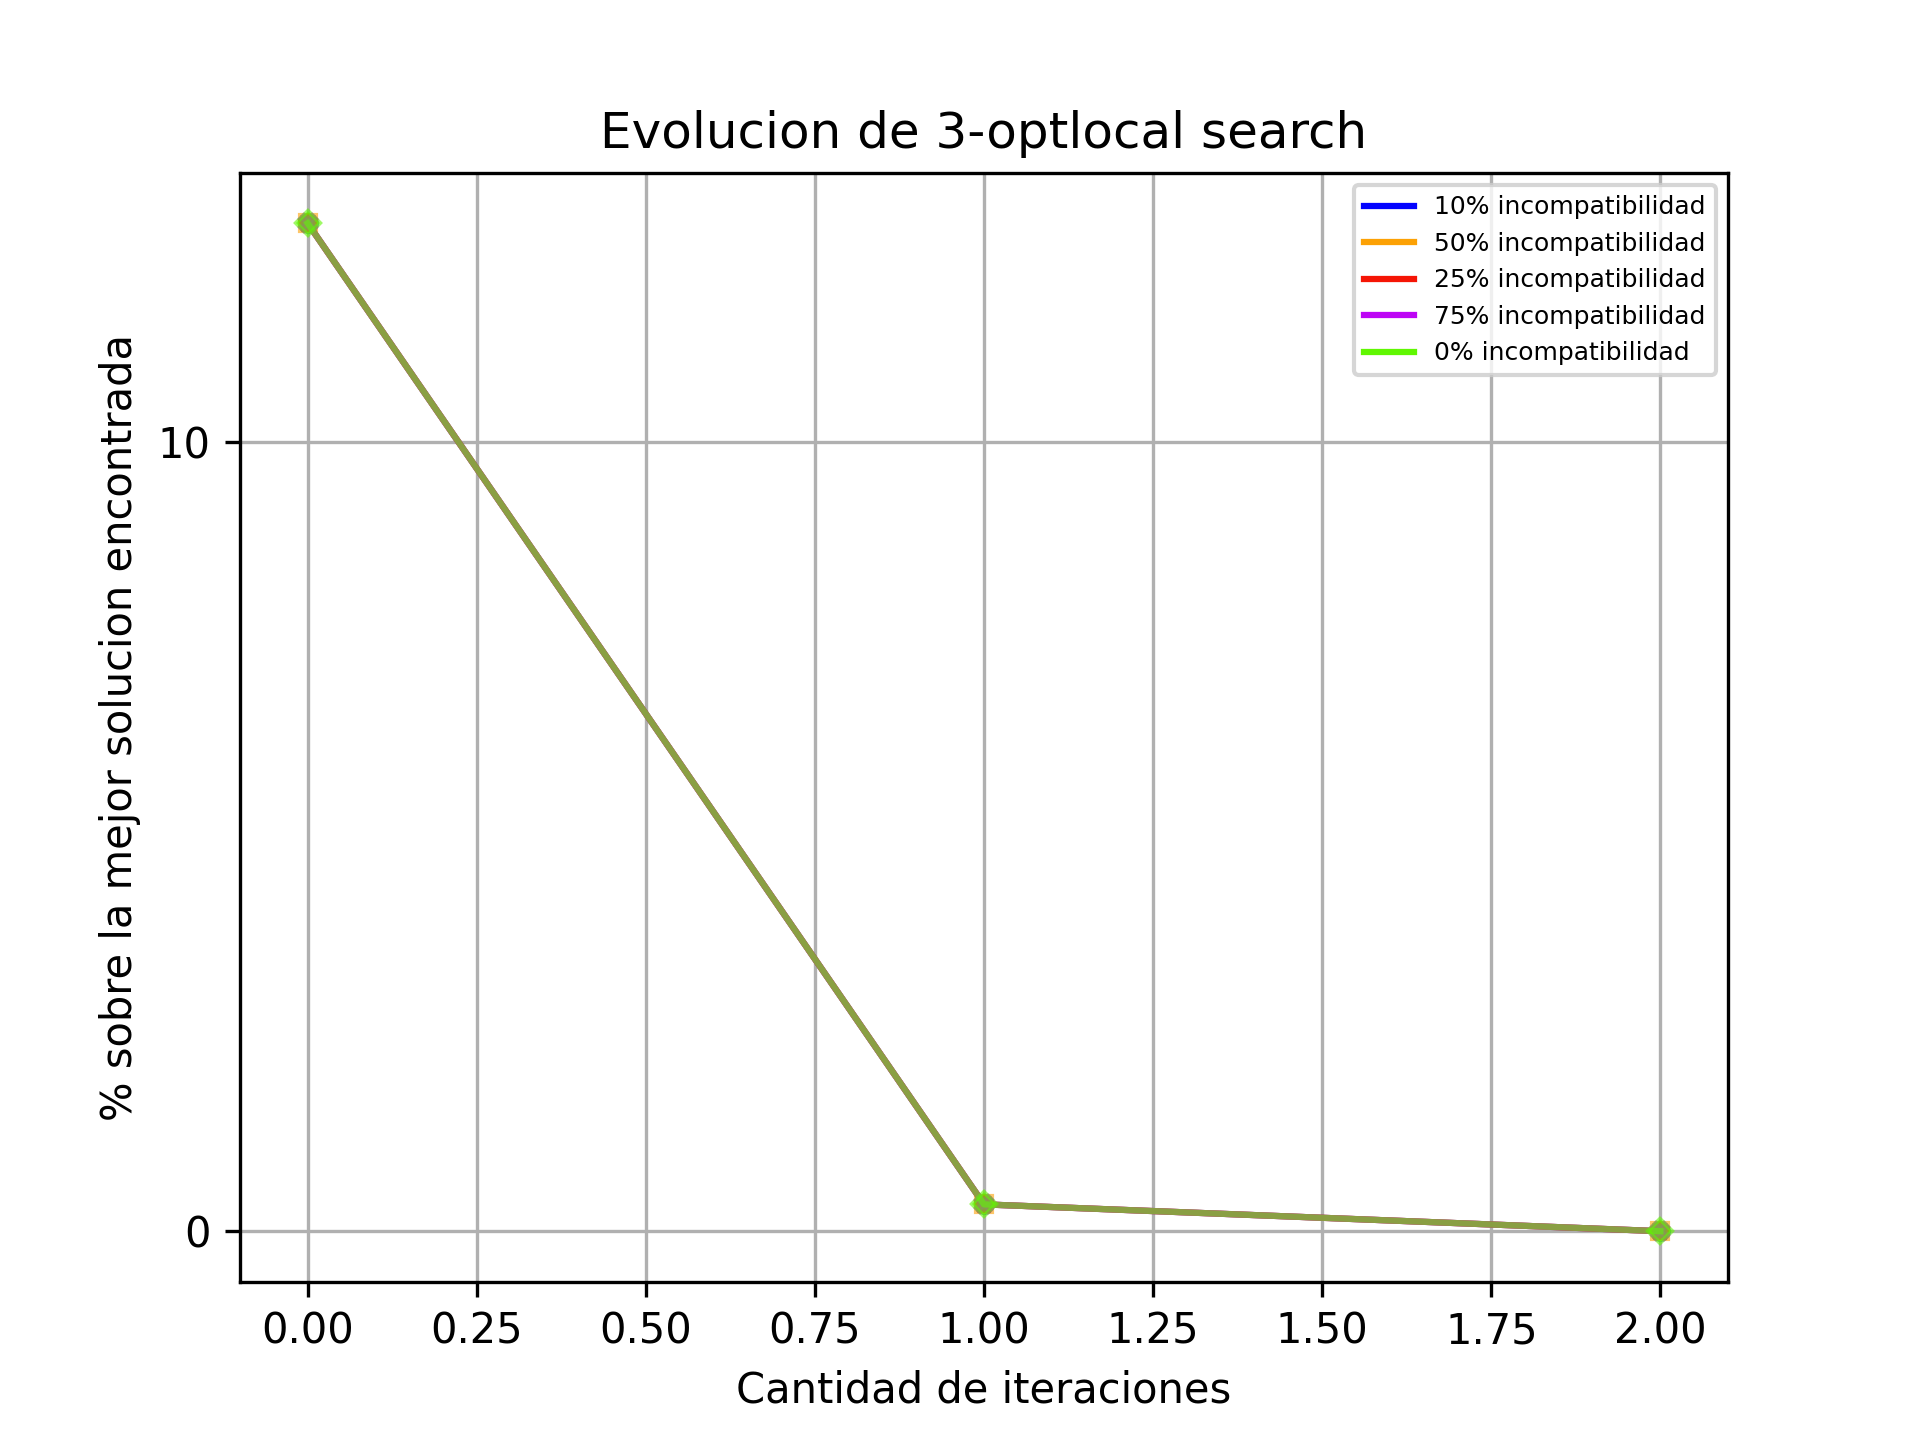 Evolucion de 3-optlocal search
10% incompatibilidad
50% incompatibilidad
25% incompatibilidad
75% incompatibilidad
0% incompatibilidad
% sobre la mejor solucion encontrada
10
0
0.00 0.25 0.50 0.75 1.00 1.25 1.50 1.75 2.00
Cantidad de iteraciones